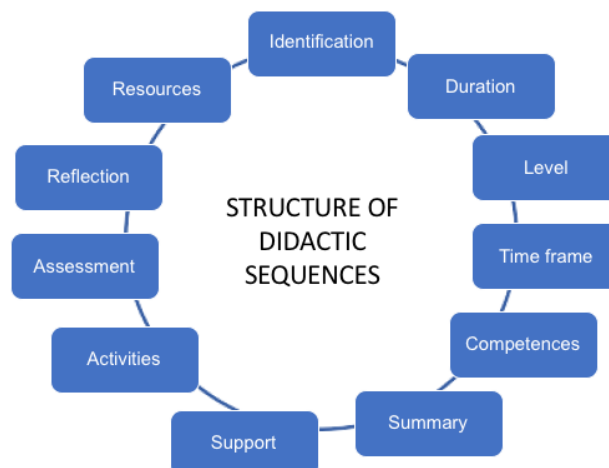 Identification
Duration
Level
Time frame
Competences
Summary
Support
Activities
Assessment
Reflection
Resources
STRUCTURE OF
DIDACTIC
SEQUENCES